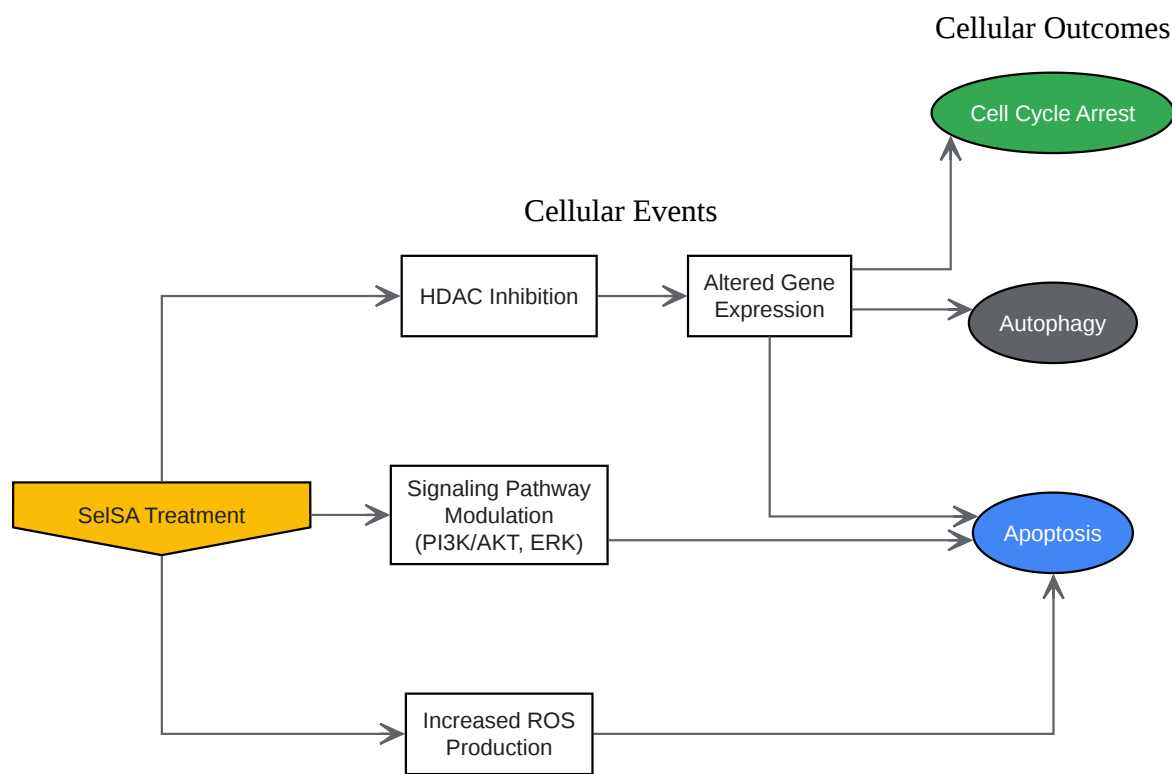 Cellular Outcomes
Cell Cycle Arrest
Cellular Events
HDAC Inhibition
Altered Gene
Expression
Autophagy
SelSA Treatment
Signaling Pathway
Modulation
(PI3K/AKT, ERK)
Apoptosis
Increased ROS
Production